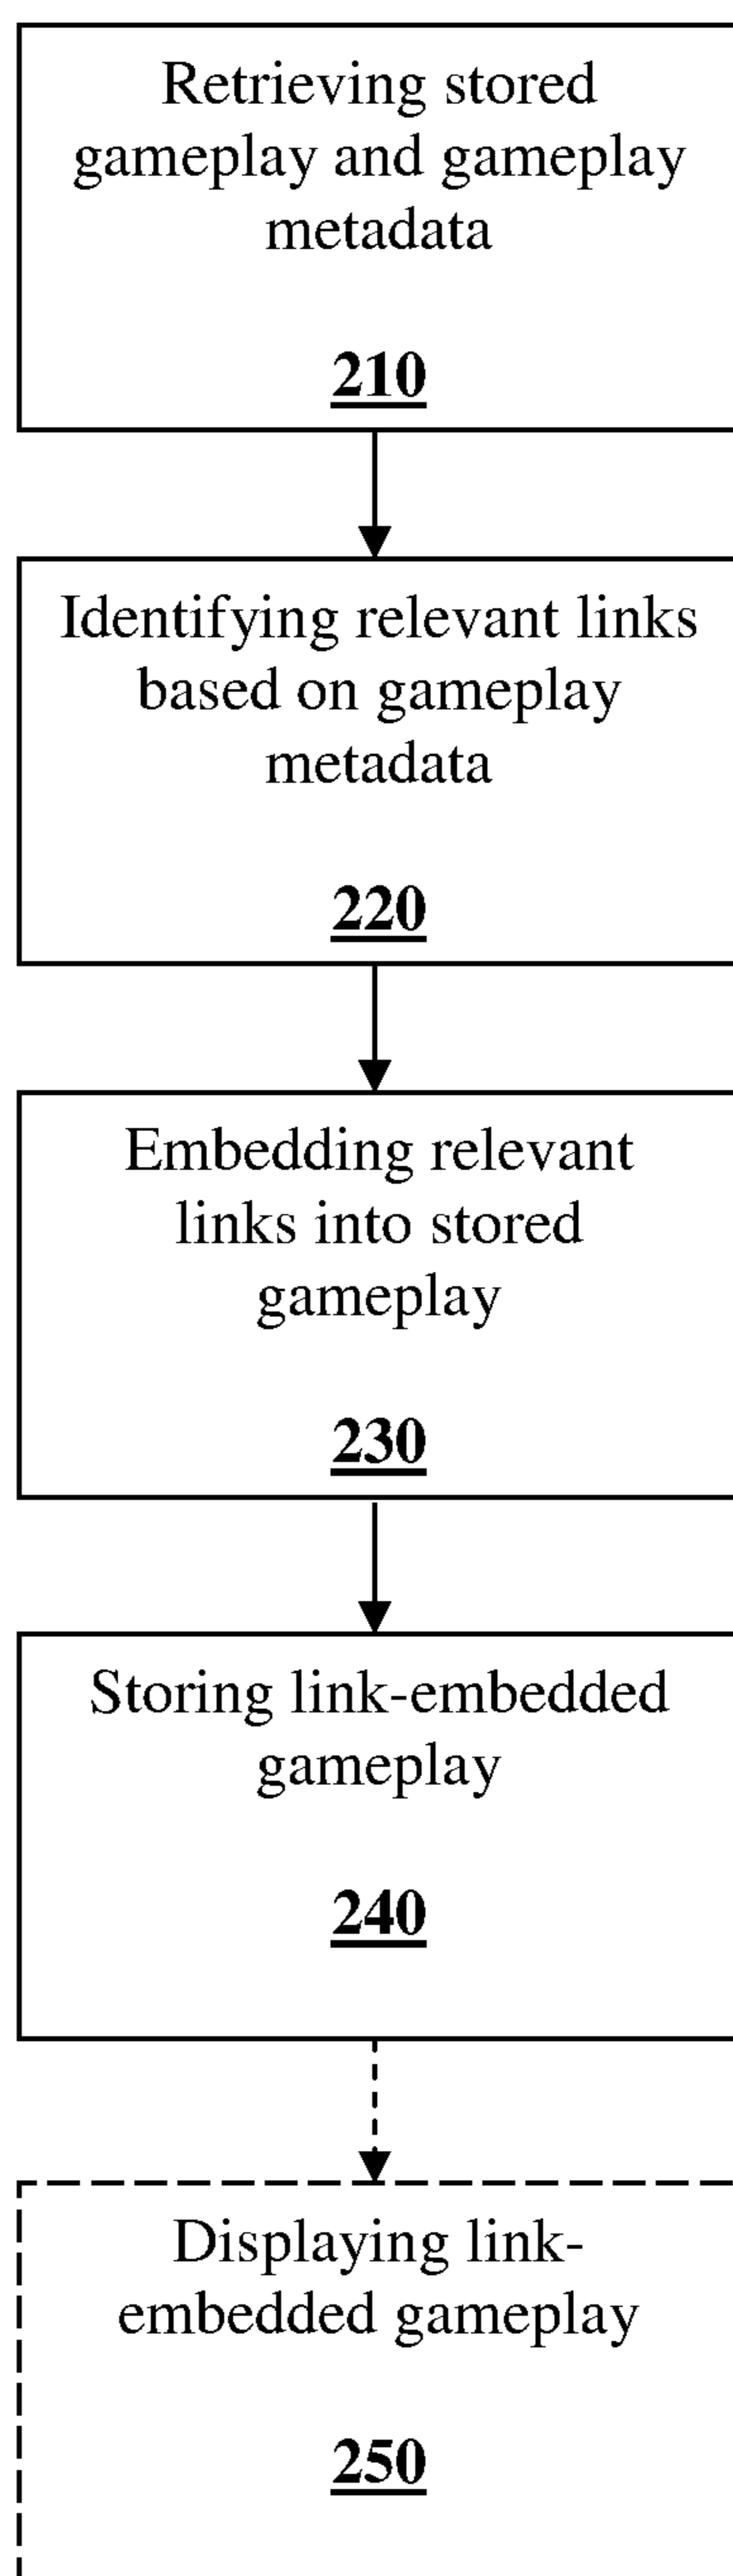 Retrieving stored
gameplay and gameplay
metadata
210
Identifying relevant links
based on gameplay
metadata
220
Embedding relevant
links into stored
gameplay
230
Storing link-embedded
gameplay
240
Displaying link-
embedded gameplay
250